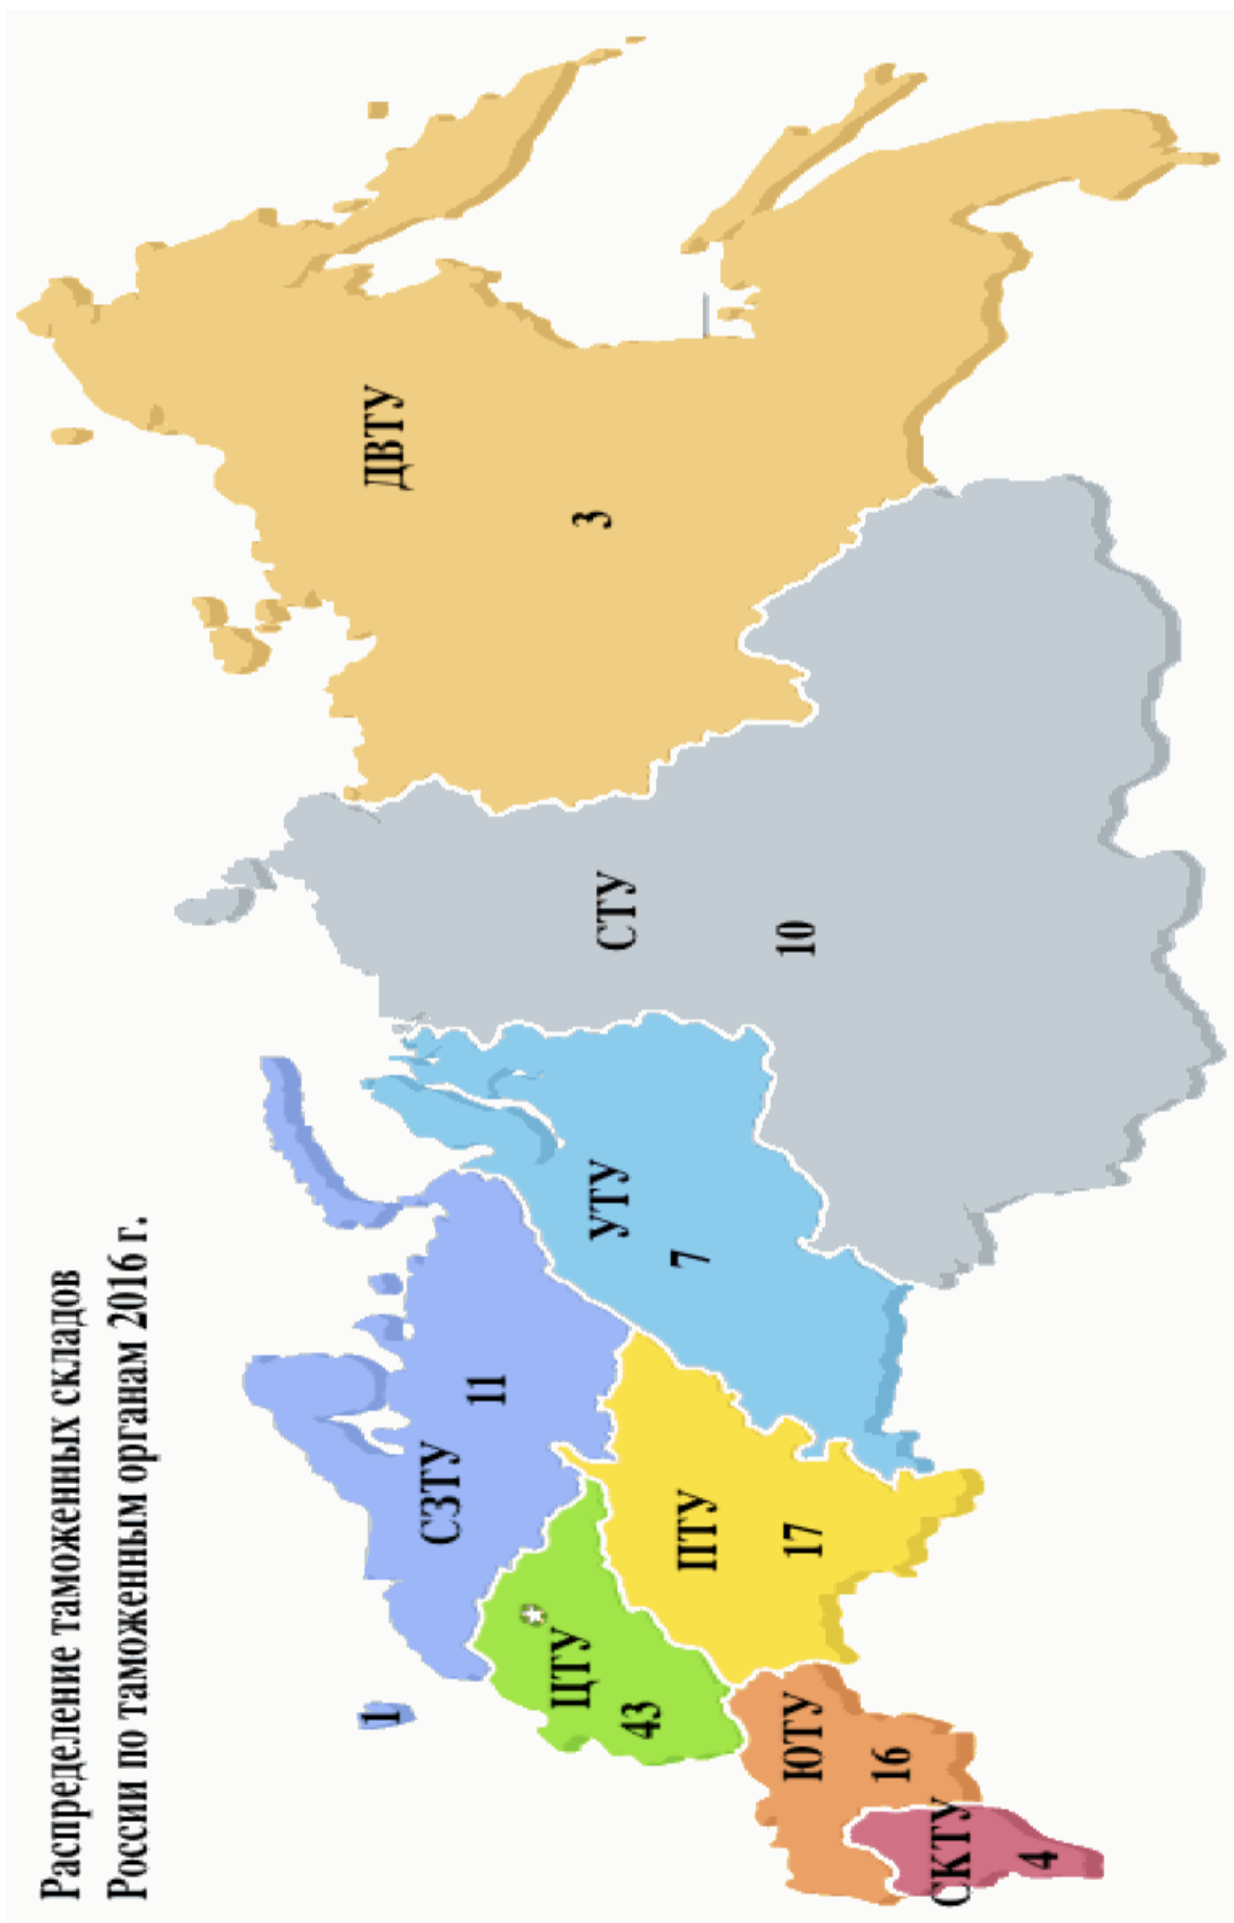 Распределение таможенных складов
России по таможенным органам 2016 г.
1
СЗТУ
11
ЦТУ
43
ПТУ
17
ЮТУ
16
СКТУ
4
УТУ
7
СТУ
10
ДВТУ
3